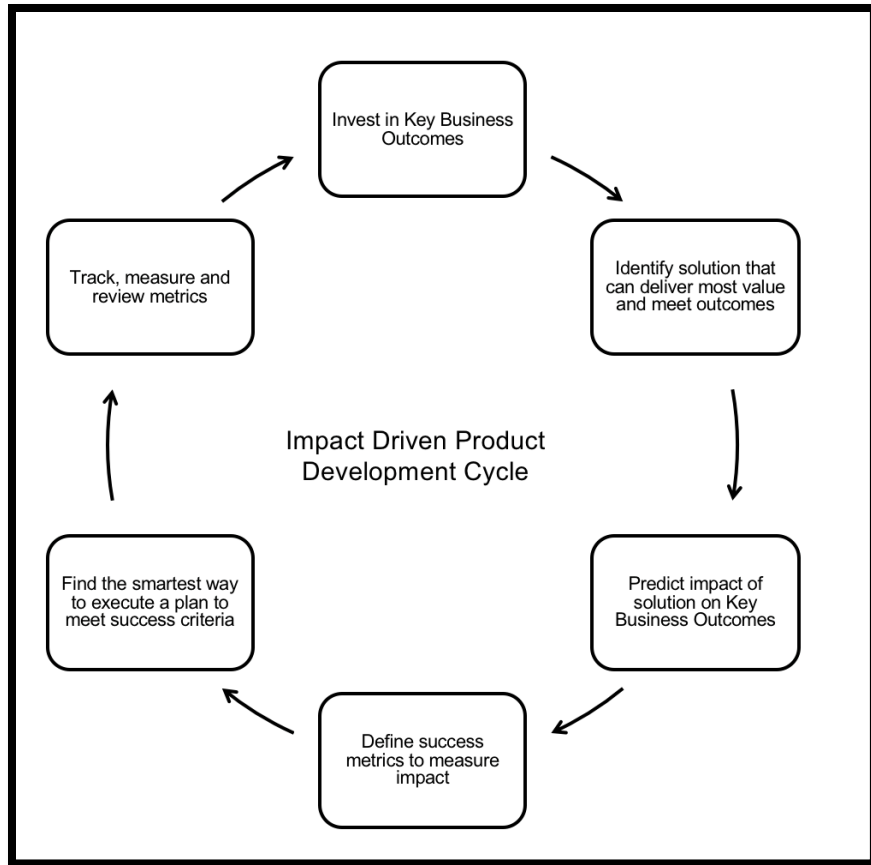 Invest in Key Business
Outcomes
Identify solution that
can deliver most value
and meet outcomes
Predict impact of
solution on Key
Business Outcomes
Define success
metrics to measure
impact
Find the smartest way
to execute a plan to
meet success criteria
Track, measure and
review metrics
Impact Driven Product
Development Cycle